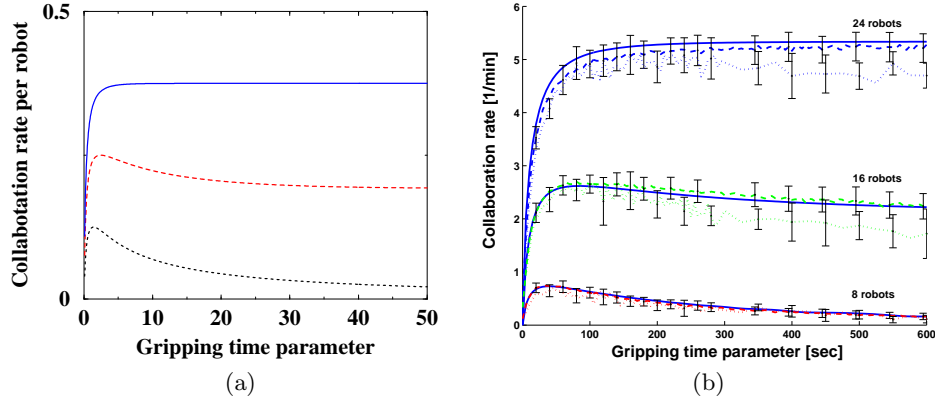 0.5
Collabotation rate per robot
0
0 10 20 30 40 50
Gripping time parameter
(a)
6
5
4
3
2
1
0
Collaboration rate [1/min]
24 robots
16 robots
8 robots
0 100 200 300 400 500 600
Gripping time parameter [sec]
(b)